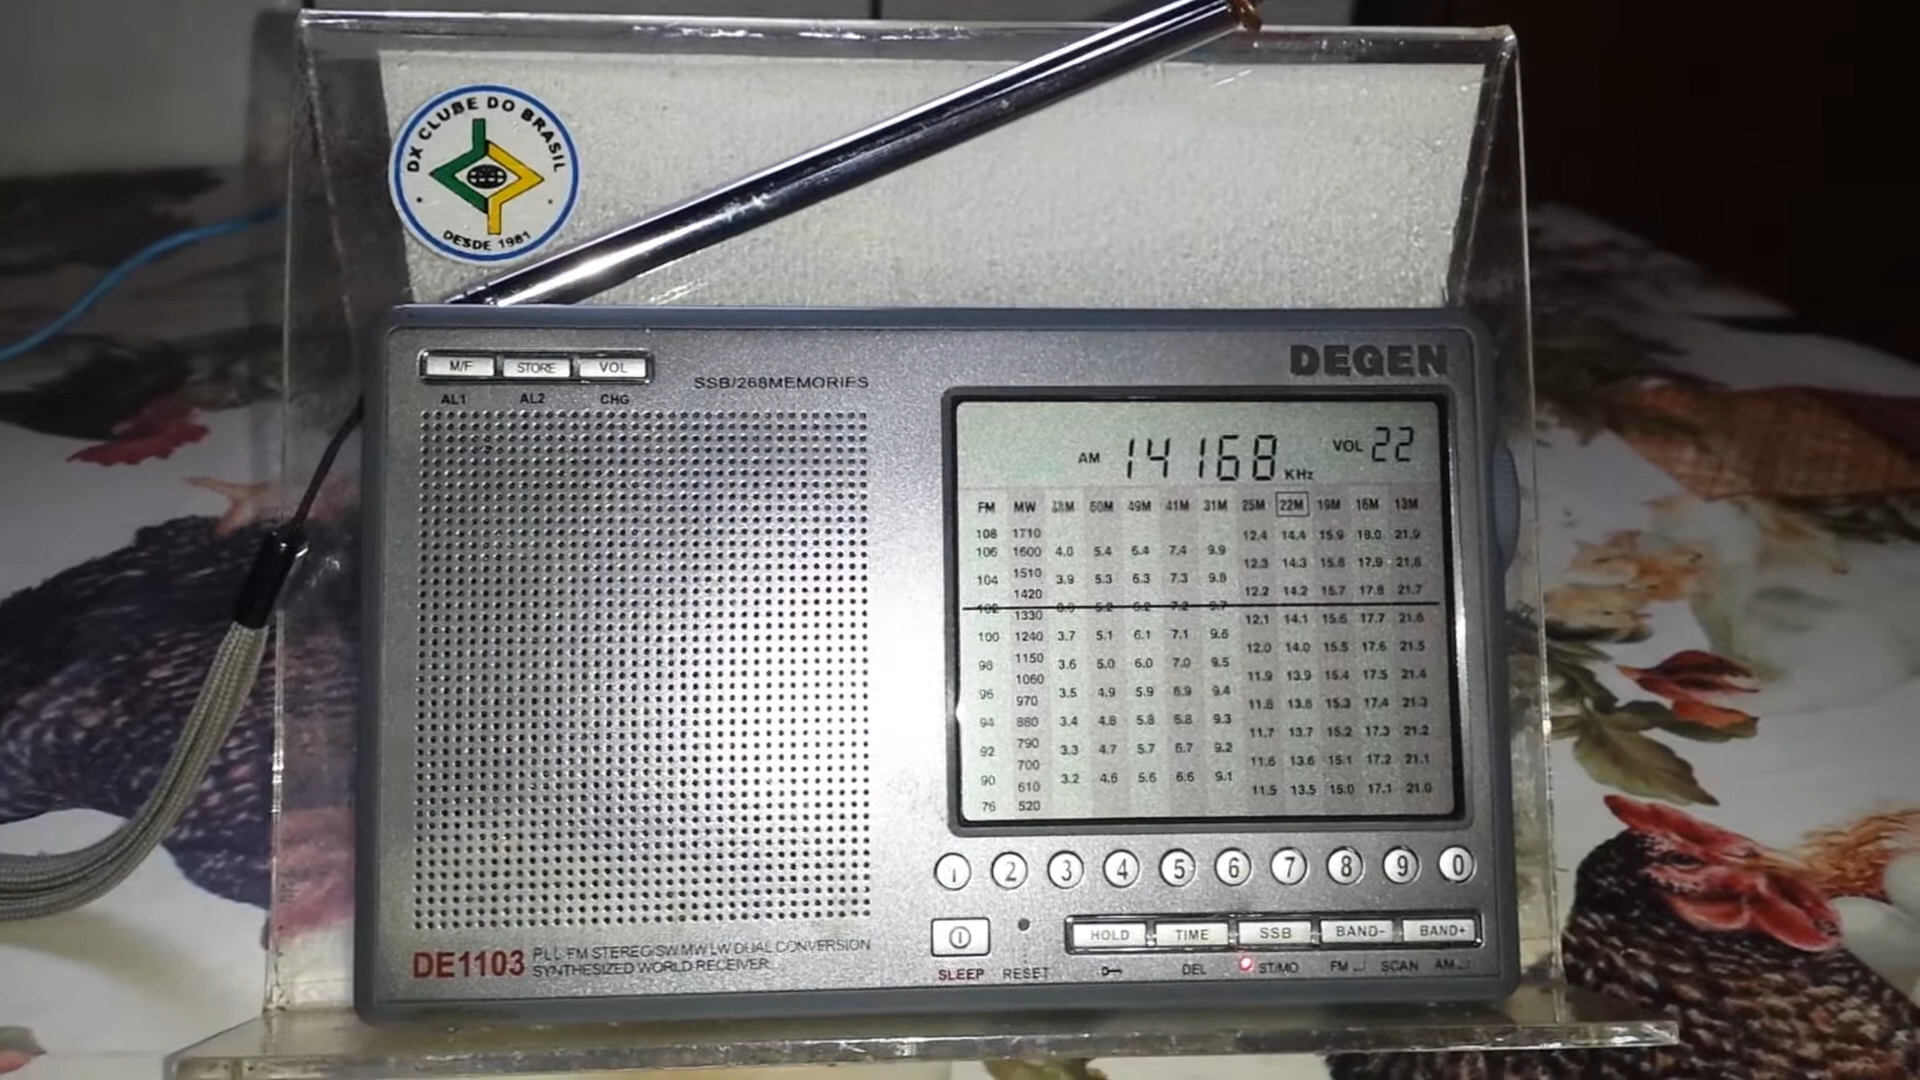 DX CLUBE DO BRASIL
DESDE 1981
M/F STORE VOL
AL1 AL2 CHG
SSB/268MEMORIES
DEGEN
AM 14168 KHz VOL 22
FM MW 49M 41M 31M 25M 22M 19M 16M 13M
108 1710 12.4 14.4 15.9 18.0 21.9
106 1600 4.0 5.4 6.4 7.4 9.9
12.3 14.3 15.8 17.9 21.8
104 1510 3.9 5.3 6.3 7.3 9.8
1420 12.2 14.2 15.7 17.8 21.7
102 5.2 6.2 7.2 9.7
1330 12.1 14.1 15.6 17.7 21.6
100 1240 3.7 5.1 6.1 7.1 9.6
12.0 14.0 15.5 17.6 21.5
98 1150 3.6 5.0 6.0 7.0 9.5
1060 11.9 13.9 15.4 17.5 21.4
96 970 3.5 4.9 5.9 6.9 9.4
11.8 13.8 15.3 17.4 21.3
94 880 3.4 4.8 5.8 6.8 9.3
11.7 13.7 15.2 17.3 21.2
92 790 3.3 4.7 5.7 6.7 9.2
700 11.6 13.6 15.1 17.2 21.1
90 610 3.2 4.6 5.6 6.6 9.1
11.5 13.5 15.0 17.1 21.0
76 520
1 2 3 4 5 6 7 8 9 0
HOLD TIME SSB BAND- BAND+
SLEEP RESET DEL ST/MO FM SCAN AM
DE1103 PLL FM STEREO/SW.MW.LW DUAL CONVERSION
SYNTHESIZED WORLD RECEIVER